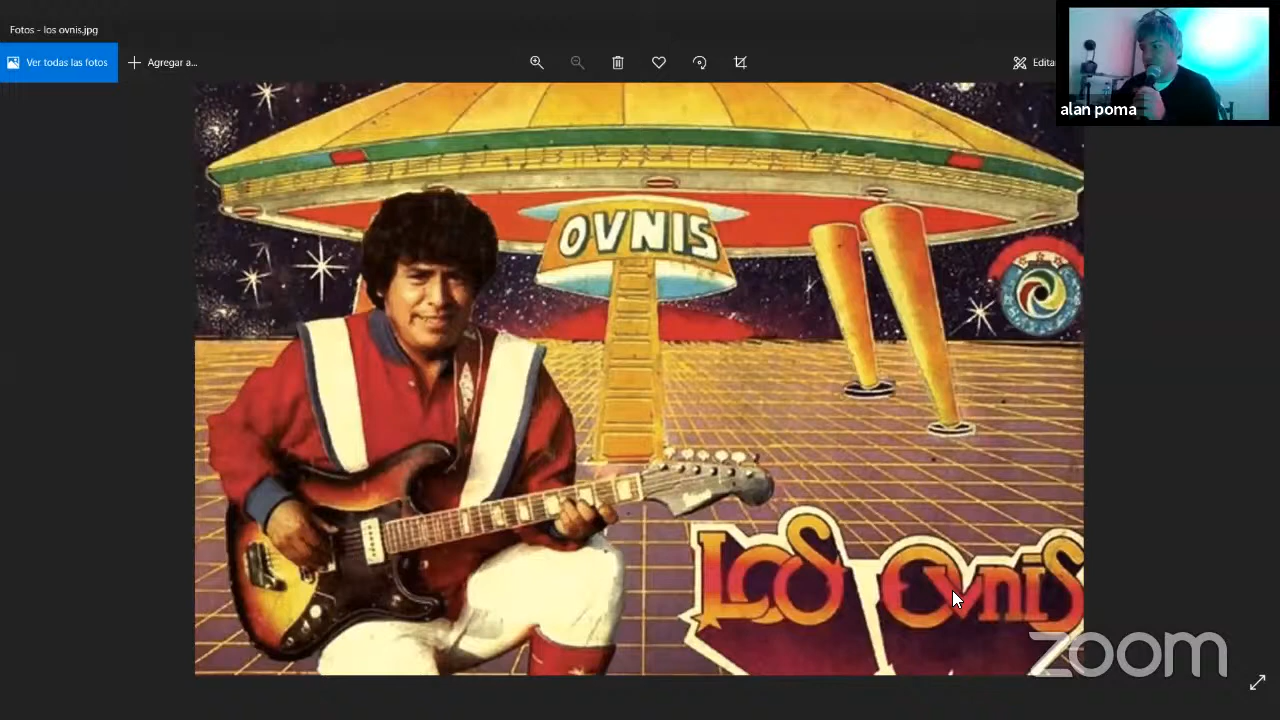 Fotos - los ovnis.jpg
Ver todas las fotos
Agregar a...
Editar
alan poma
OVNIS
LOS OVNIS
zoom